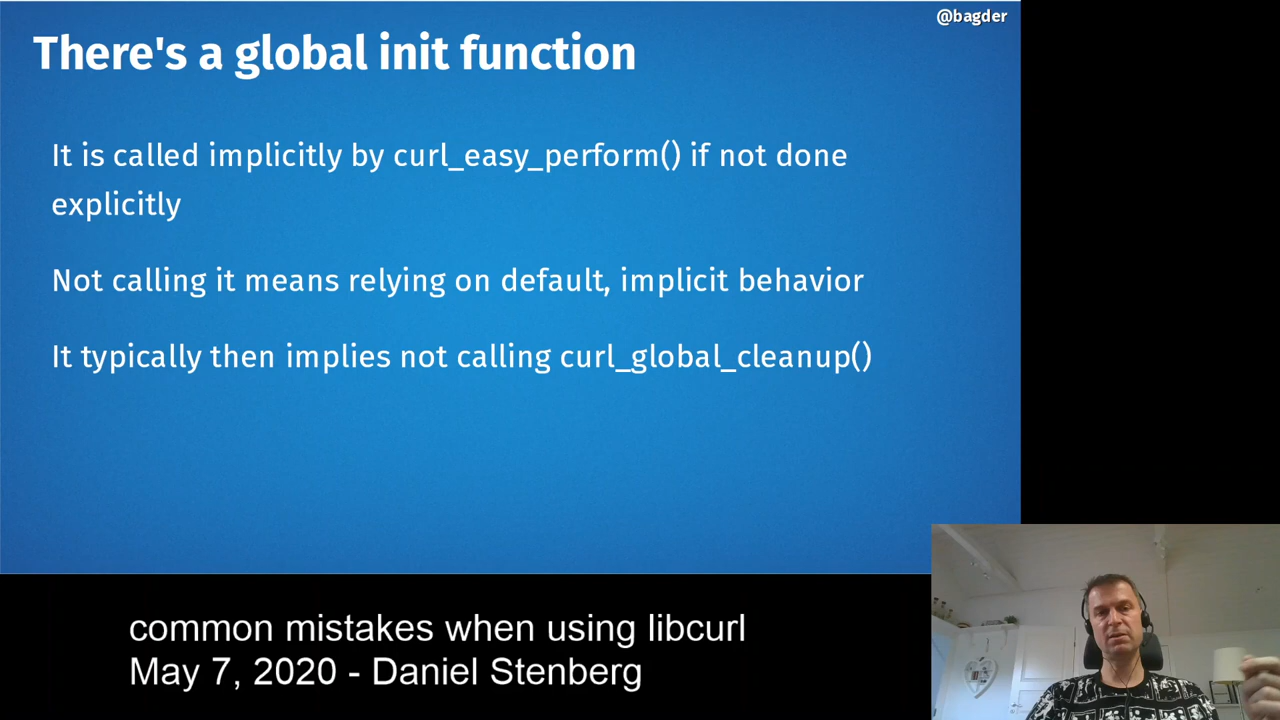 @bagder
There's a global init function
It is called implicitly by curl_easy_perform() if not done
explicitly
Not calling it means relying on default, implicit behavior
It typically then implies not calling curl_global_cleanup()
common mistakes when using libcurl
May 7, 2020 - Daniel Stenberg